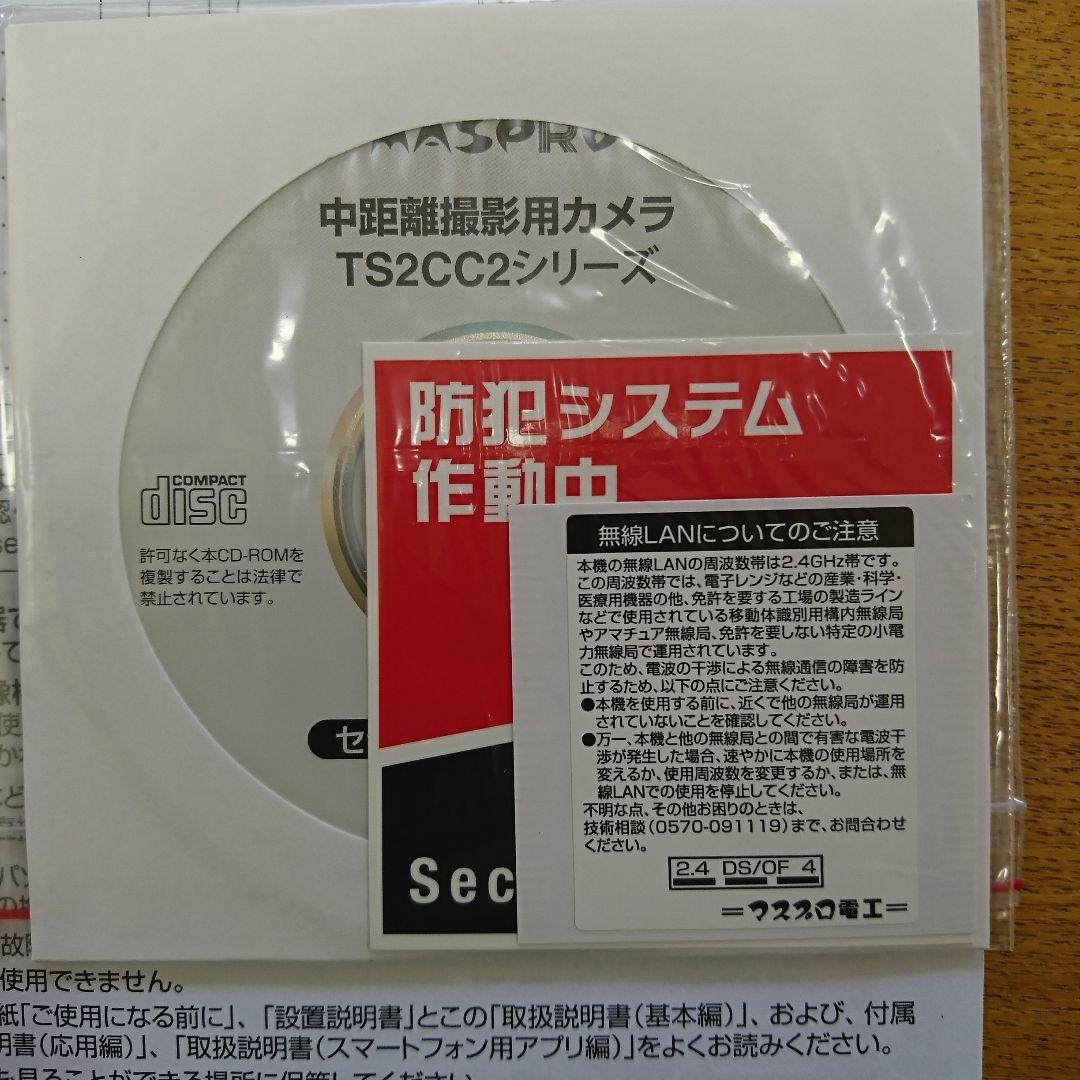 MASPRO
中距離撮影用カメラ
TS2CC2シリーズ
COMPACT
disc
許可なく本CD-ROMを
複製することは法律で
禁止されています。
セ
防犯システム
作動中
Sec
無線LANについてのご注意
本機の無線LANの周波数帯は2.4GHz帯です。
この周波数帯では、電子レンジなどの産業・科学・
医療用機器の他、免許を要する工場の製造ライン
などで使用されている移動体識別用構内無線局
やアマチュア無線局、免許を要しない特定の小電
力無線局で運用されています。
このため、電波の干渉による無線通信の障害を防
止するため、以下の点にご注意ください。
●本機を使用する前に、近くで他の無線局が運用
されていないことを確認してください。
●万一、本機と他の無線局との間で有害な電波干
渉が発生した場合、速やかに本機の使用場所を
変えるか、使用周波数を変更するか、または、無
線LANでの使用を停止してください。
不明な点、その他お困りのときは、
技術相談(0570-091119)まで、お問合わせ
ください。
2.4 DS/OF 4
マスプロ電工
使用できません。
紙「ご使用になる前に」、「設置説明書」とこの「取扱説明書(基本編)」、および、付属
明書(応用編)」、「取扱説明書(スマートフォン用アプリ編)」をよくお読みください。
見ることができる場所に保管してください。